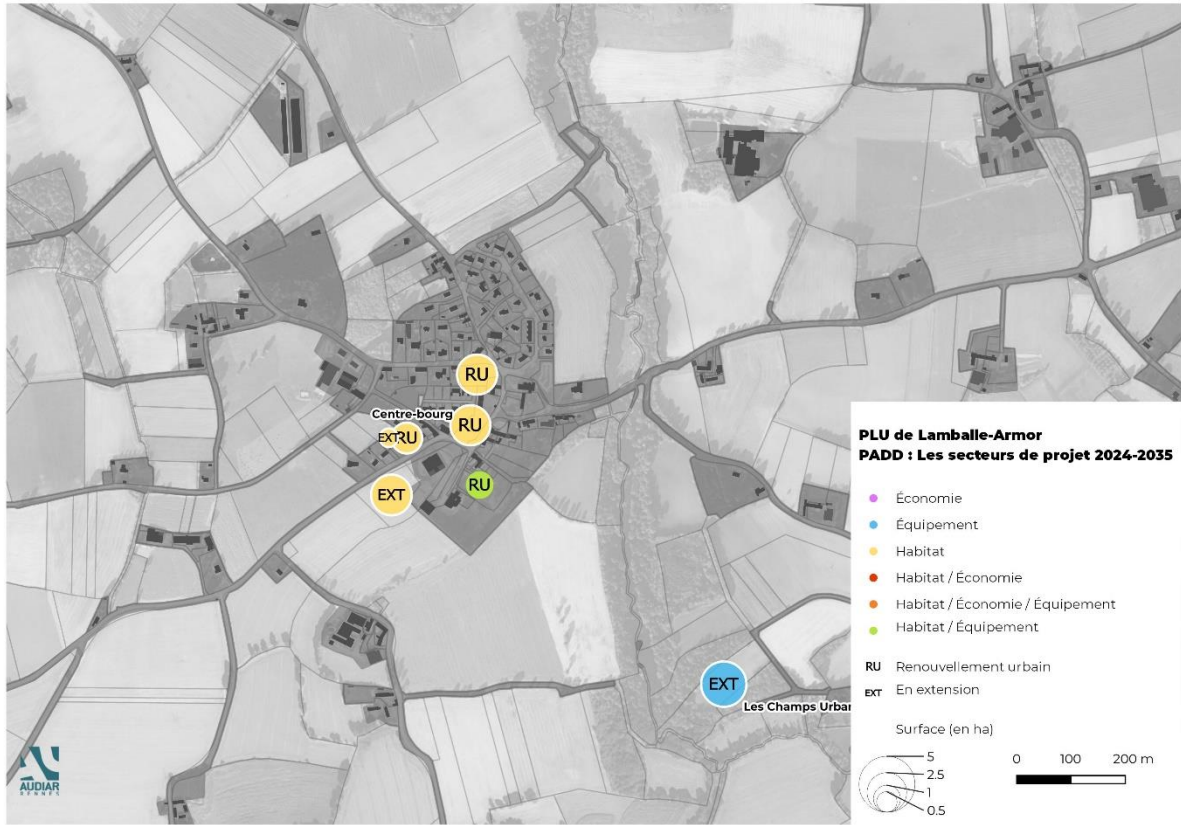 RU
Centre-bourg
RU
EXT
RU
EXT
RU
EXT
Les Champs Urbar
PLU de Lamballe-Armor
PADD : Les secteurs de projet 2024-2035
Économie
Équipement
Habitat
Habitat / Économie
Habitat / Économie / Équipement
Habitat / Équipement
RU Renouvellement urbain
EXT En extension
Surface (en ha)
5
2.5
1
0.5
0 100 200 m
AUDIAR
RENNES